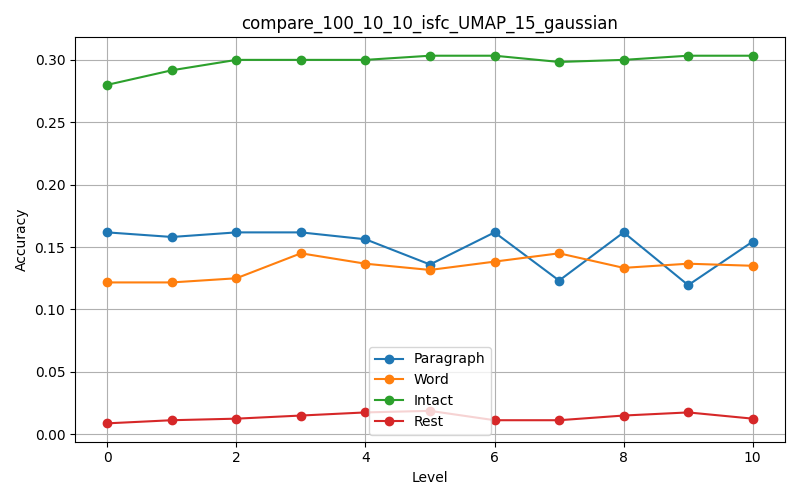 compare_100_10_10_isfc_UMAP_15_gaussian
0.30
0.25
0.20
0.15
0.10
0.05
0.00
Accuracy
Paragraph
Word
Intact
Rest
0 2 4 6 8 10
Level